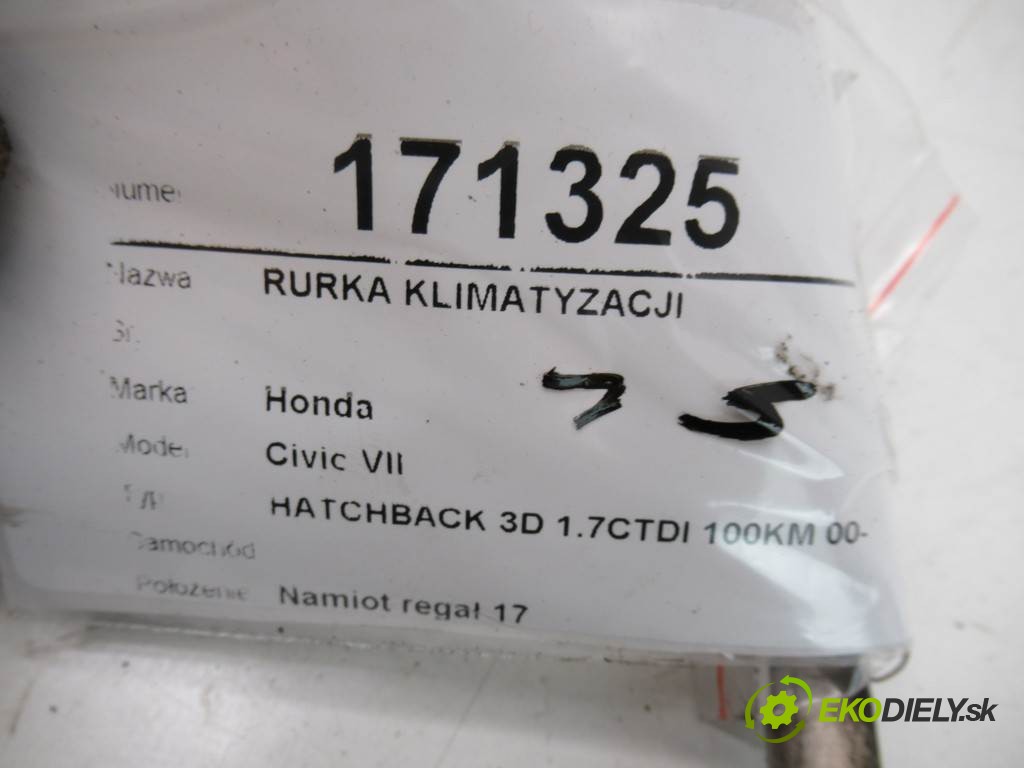 171325
Nazwa RURKA KLIMATYZACJI
Marka Honda
Model Civic VII
HATCHBACK 3D 1.7CTDI 100KM 00-
Samochód
Położenie Namiot regał 17
EKODIELY.sk